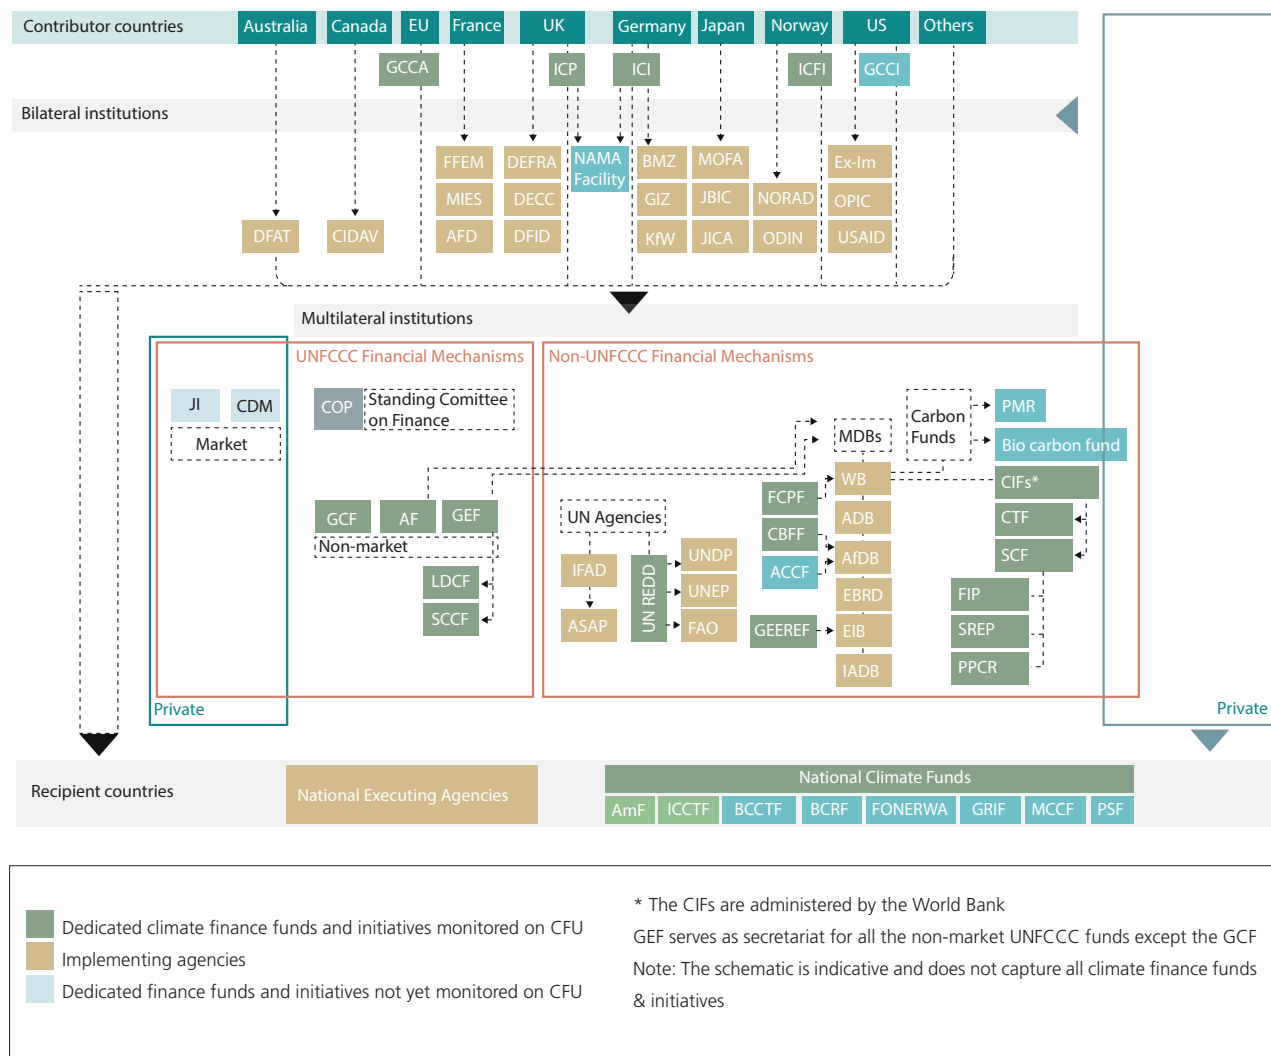 Contributor countries
Australia
Canada
EU
France
UK
Germany
Japan
Norway
US
Others
GCCA
ICP
ICI
ICFI
GCCI
Bilateral institutions
FFEM
DEFRA
NAMA
Facility
BMZ
MOFA
Ex-Im
MIES
DECC
GIZ
JBIC
NORAD
OPIC
DFAT
CIDAV
AFD
DFID
KfW
JICA
ODIN
USAID
Multilateral institutions
UNFCCC Financial Mechanisms
Non-UNFCCC Financial Mechanisms
JI
CDM
Market
COP
Standing Comittee
on Finance
GCF
AF
GEF
Non-market
LDCF
SCCF
UN Agencies
IFAD
ASAP
UN REDD
UNDP
UNEP
FAO
MDBs
FCPF
CBFF
ACCF
GEEREF
WB
ADB
AfDB
EBRD
EIB
IADB
Carbon
Funds
PMR
Bio carbon fund
CIFs*
CTF
SCF
FIP
SREP
PPCR
Private
Private
Recipient countries
National Executing Agencies
National Climate Funds
AmF
ICCTF
BCCTF
BCRF
FONERWA
GRIF
MCCF
PSF
Dedicated climate finance funds and initiatives monitored on CFU
Implementing agencies
Dedicated finance funds and initiatives not yet monitored on CFU
* The CIFs are administered by the World Bank
GEF serves as secretariat for all the non-market UNFCCC funds except the GCF
Note: The schematic is indicative and does not capture all climate finance funds
& initiatives